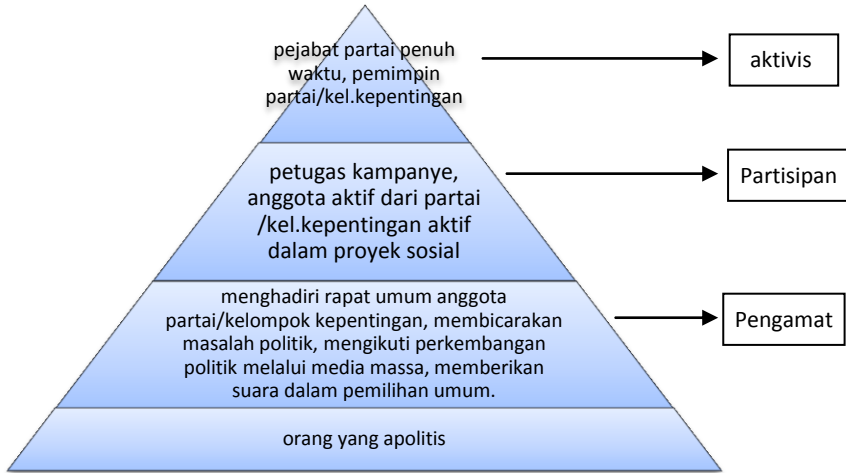 pejabat partai penuh
waktu, pemimpin
partai/kel.kepentingan
aktivis
petugas kampanye,
anggota aktif dari partai
/kel.kepentingan aktif
dalam proyek sosial
Partisipan
menghadiri rapat umum anggota
partai/kelompok kepentingan, membicarakan
masalah politik, mengikuti perkembangan
politik melalui media massa, memberikan
suara dalam pemilihan umum.
Pengamat
orang yang apolitis